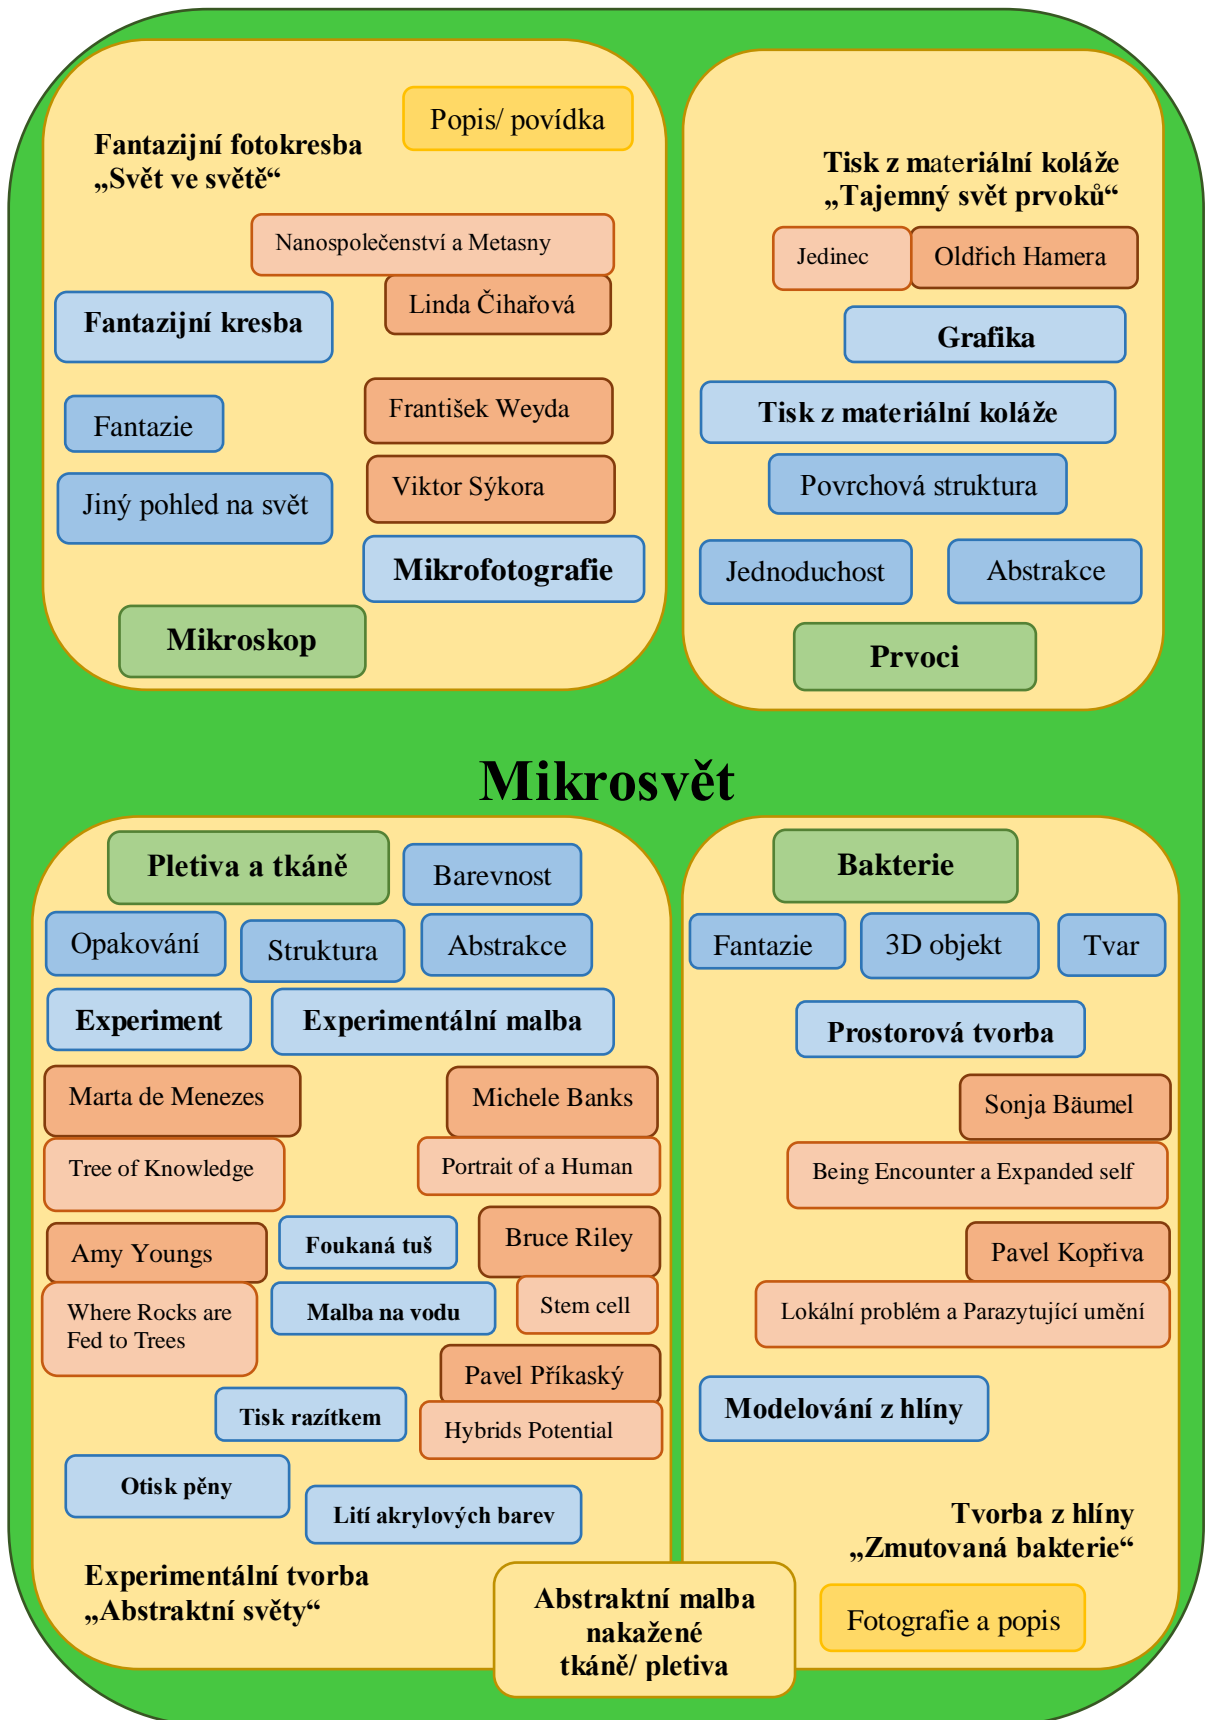 Popis/ povídka
Fantazijní fotokresba
„Svět ve světě“
Nanospolečenství a Metasny
Linda Čihařová
Fantazijní kresba
František Weyda
Fantazie
Viktor Sýkora
Jiný pohled na svět
Mikrofotografie
Mikroskop
Tisk z materiální koláže
„Tajemný svět prvoků“
Jedinec
Oldřich Hamera
Grafika
Tisk z materiální koláže
Povrchová struktura
Jednoduchost
Abstrakce
Prvoci
Mikrosvět
Pletiva a tkáně
Barevnost
Opakování
Struktura
Abstrakce
Experiment
Experimentální malba
Marta de Menezes
Michele Banks
Tree of Knowledge
Portrait of a Human
Amy Youngs
Foukaná tuš
Bruce Riley
Where Rocks are
Fed to Trees
Malba na vodu
Stem cell
Pavel Příkaský
Tisk razítkem
Hybrids Potential
Otisk pěny
Lití akrylových barev
Experimentální tvorba
„Abstraktní světy“
Abstraktní malba
nakažené
tkáně/ pletiva
Bakterie
Fantazie
3D objekt
Tvar
Prostorová tvorba
Sonja Bäumel
Being Encounter a Expanded self
Pavel Kopřiva
Lokální problém a Parazytující umění
Modelování z hlíny
Tvorba z hlíny
„Zmutovaná bakterie“
Fotografie a popis